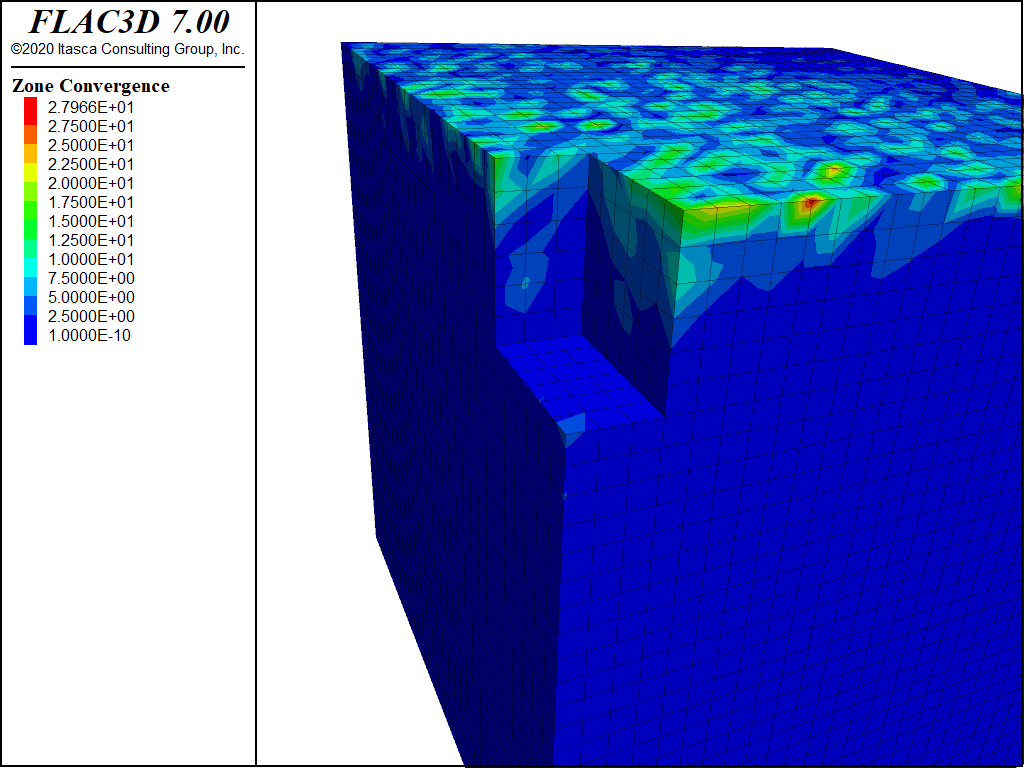 FLAC3D 7.00
©2020 Itasca Consulting Group, Inc.
Zone Convergence
2.7966E+01
2.7500E+01
2.5000E+01
2.2500E+01
2.0000E+01
1.7500E+01
1.5000E+01
1.2500E+01
1.0000E+01
7.5000E+00
5.0000E+00
2.5000E+00
1.0000E-10